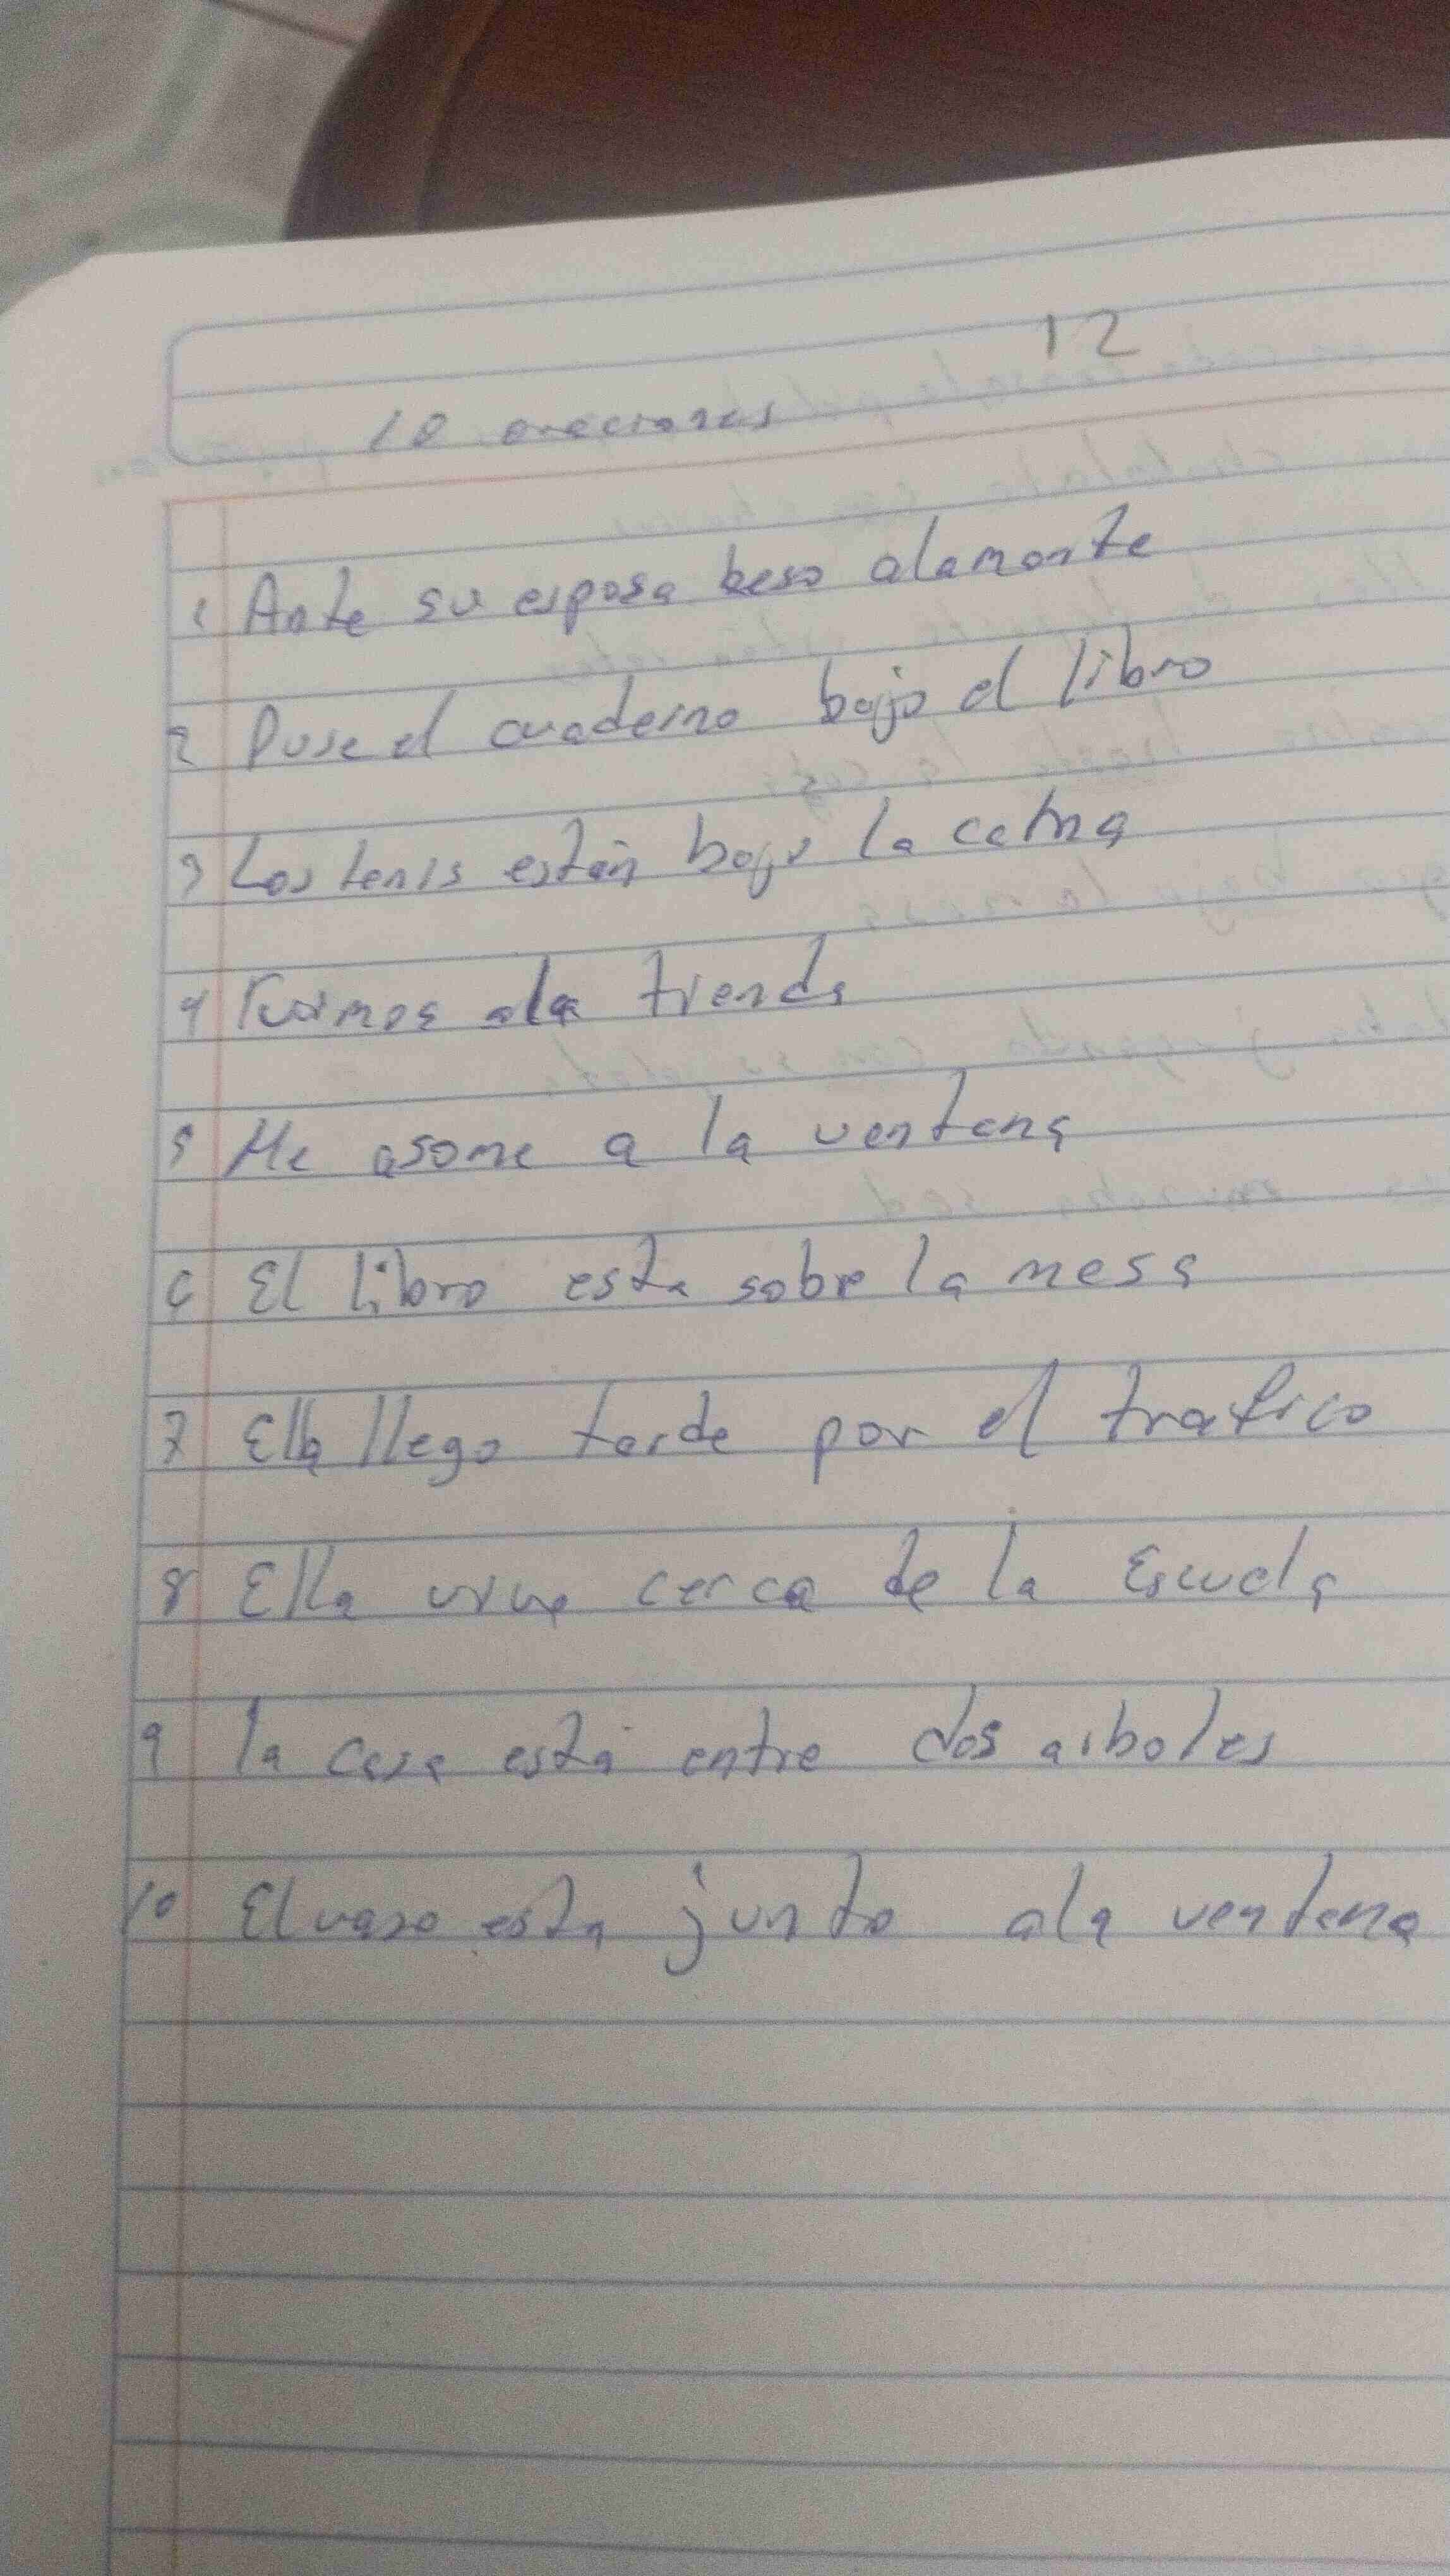 12
10 oraciones
1 Ante su esposa beso alamante
2 Puse el cuaderno bajo el libro
3 Los tenis están bajo la cama
4 Fuimos ala tienda
5 Me asome a la ventana
6 El libro esta sobre la mesa
7 Ella llego tarde por el trafico
8 Ella vive cerca de la Escuela
9 la casa está entre dos arboles
10 El vaso esta junto ala ventana